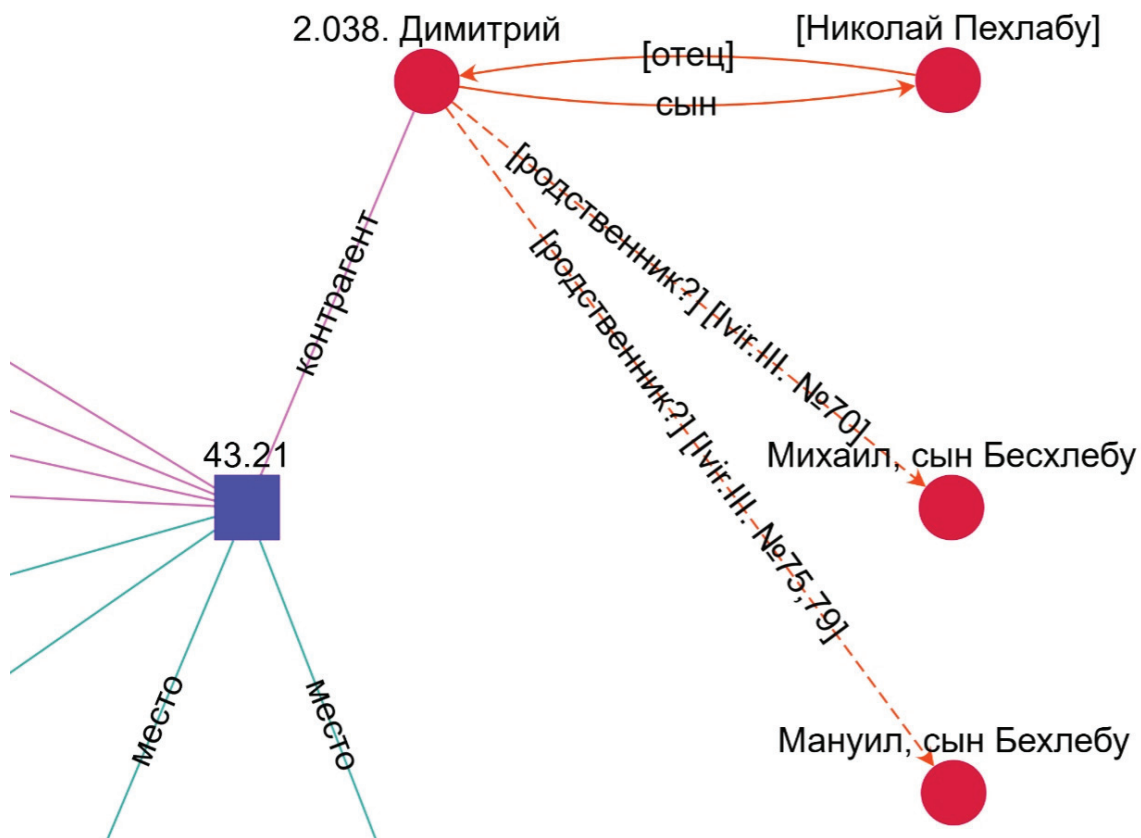 2.038. Димитрий
[Николай Пехлабу]
[отец]
сын
[родственник?] [Ivir.III. №70]
[родственник?] [Ivir.III. №75,79]
контрагент
43.21
Михаил, сын Бесхлебу
место
место
Мануил, сын Бехлебу